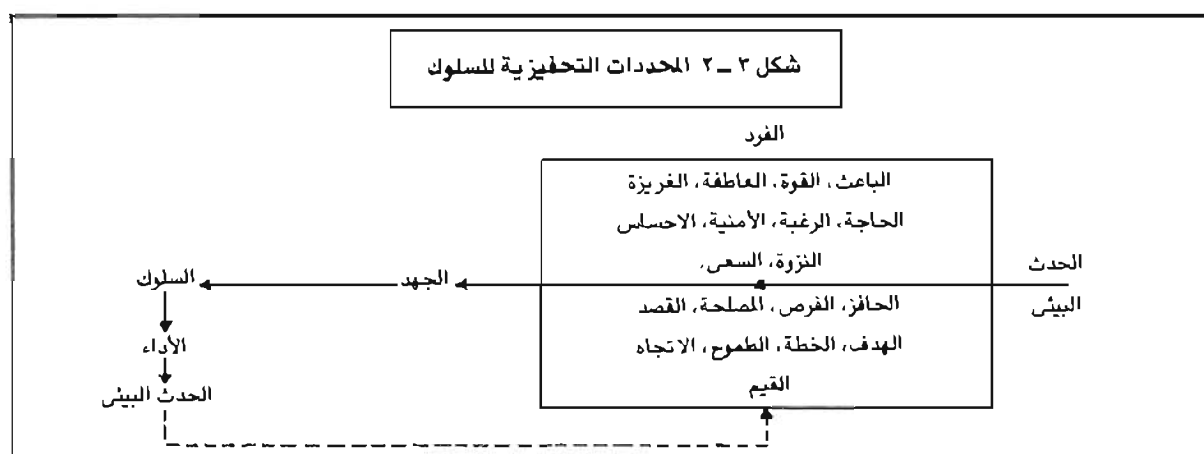 شكل ٣ – ٢ المحددات التحفيزية للسلوك
الفرد
الباعث، القوة، العاطفة، الغريزة
الحاجة، الرغبة، الأمنية، الاحساس
النزوة، السعى،
الحدث
البيئى
الحافز، الفرص، المصلحة، القصد
الهدف، الخطة، الطموح، الاتجاه
القيم
الجهد
السلوك
الأداء
الحدث البيئى